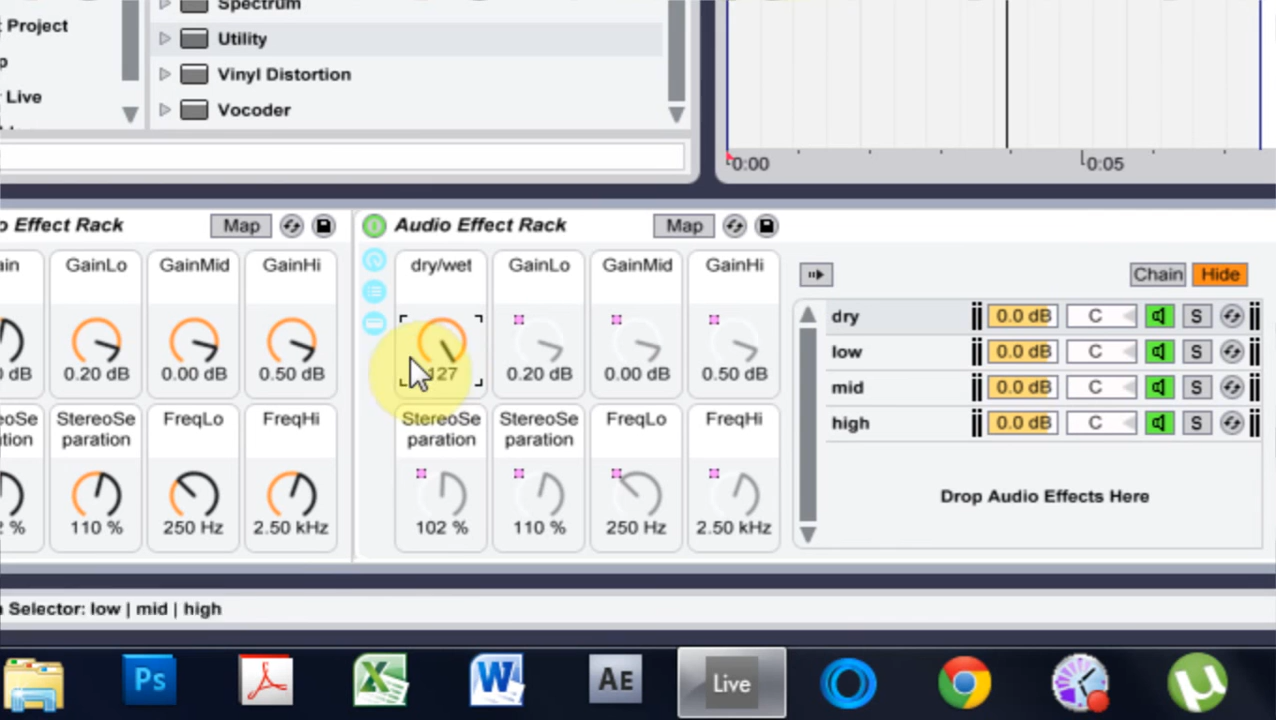 Spectrum
Project
Utility
p
Vinyl Distortion
Live
Vocoder
0:00
0:05
Effect Rack
Map
Audio Effect Rack
Map
GainLo
GainMid
GainHi
dry/wet
GainLo
GainMid
GainHi
Chain
Hide
dry
0.0 dB
C
S
low
0.0 dB
C
S
mid
0.0 dB
C
S
high
0.0 dB
C
S
dB
0.20 dB
0.00 dB
0.50 dB
127
0.20 dB
0.00 dB
0.50 dB
StereoSe
paration
FreqLo
FreqHi
StereoSe
paration
StereoSe
paration
FreqLo
FreqHi
%
110 %
250 Hz
2.50 kHz
102 %
110 %
250 Hz
2.50 kHz
Drop Audio Effects Here
Selector: low | mid | high
Ps
AE
Live